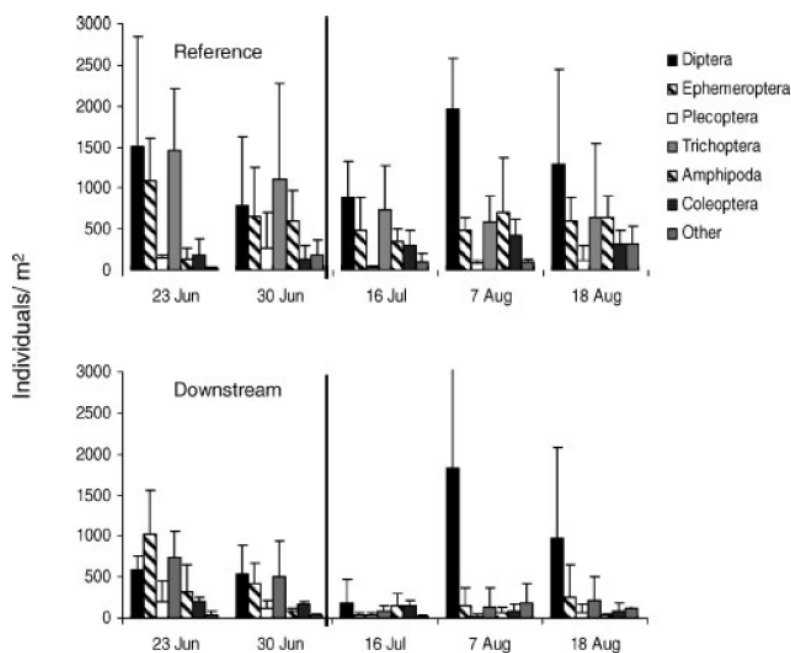 Individuals/ m²
3000
2500
2000
1500
1000
500
0
Reference
23 Jun
30 Jun
16 Jul
7 Aug
18 Aug
Diptera
Ephemeroptera
Plecoptera
Trichoptera
Amphipoda
Coleoptera
Other
3000
2500
2000
1500
1000
500
0
Downstream
23 Jun
30 Jun
16 Jul
7 Aug
18 Aug